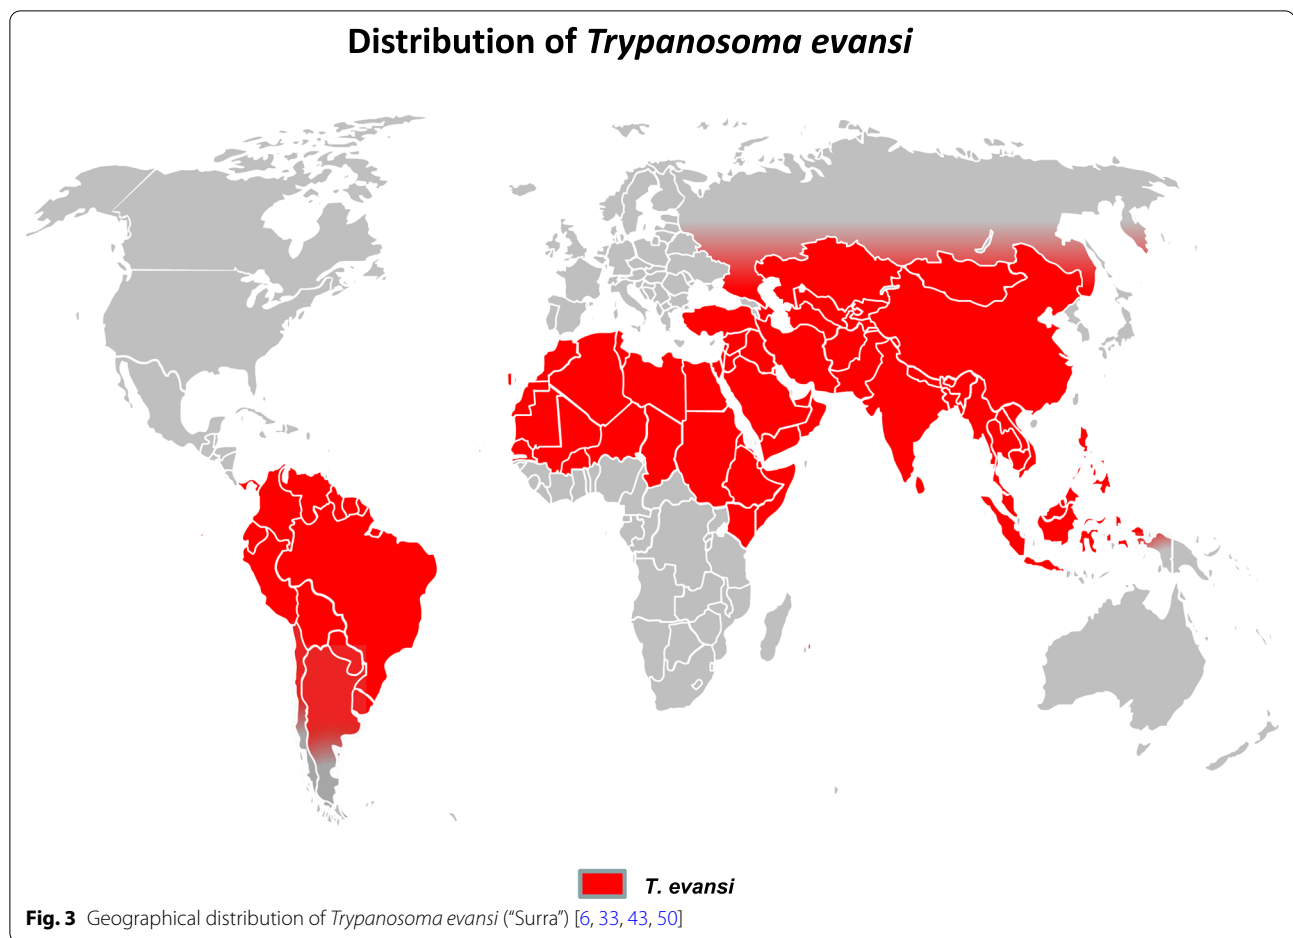 Distribution of Trypanosoma evansi
T. evansi
Fig. 3 Geographical distribution of Trypanosoma evansi (“Surra”) [6, 33, 43, 50]